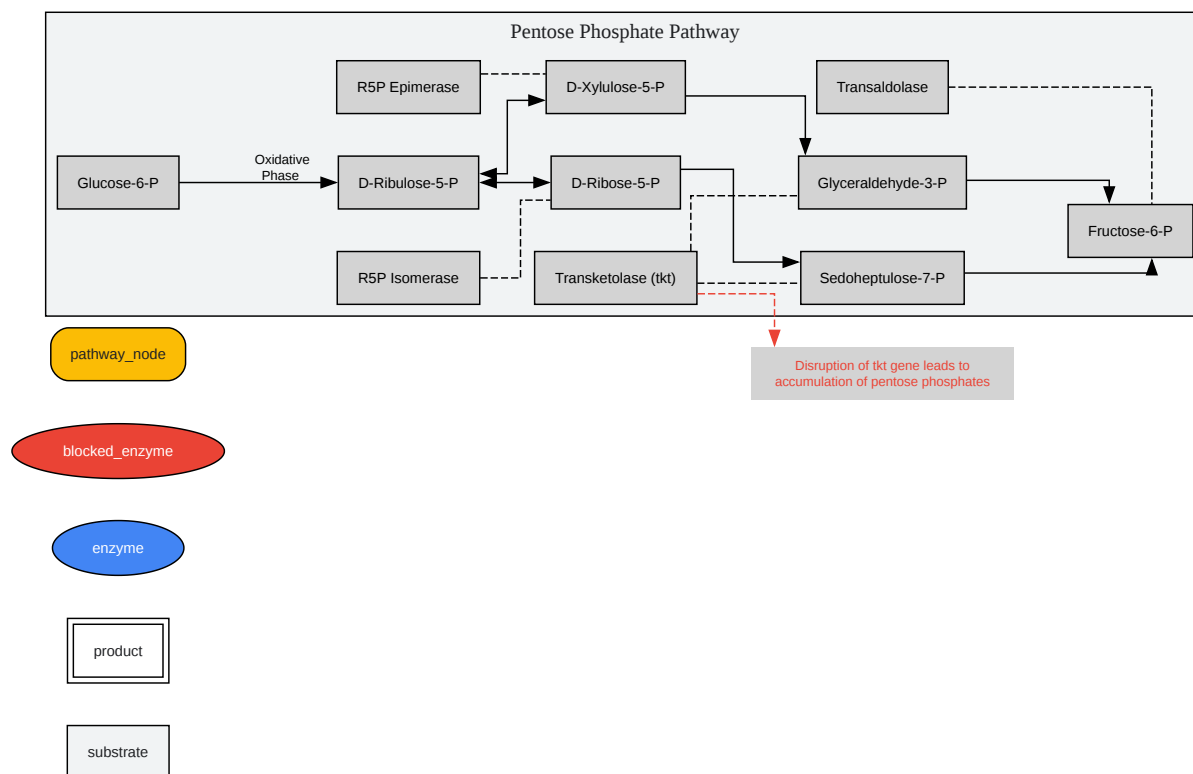 Pentose Phosphate Pathway
R5P Epimerase
D-Xylulose-5-P
Transaldolase
Glucose-6-P
Oxidative
Phase
D-Ribulose-5-P
D-Ribose-5-P
Glyceraldehyde-3-P
Fructose-6-P
R5P Isomerase
Transketolase (tkt)
Sedoheptulose-7-P
Disruption of tkt gene leads to
accumulation of pentose phosphates
pathway_node
blocked_enzyme
enzyme
product
substrate